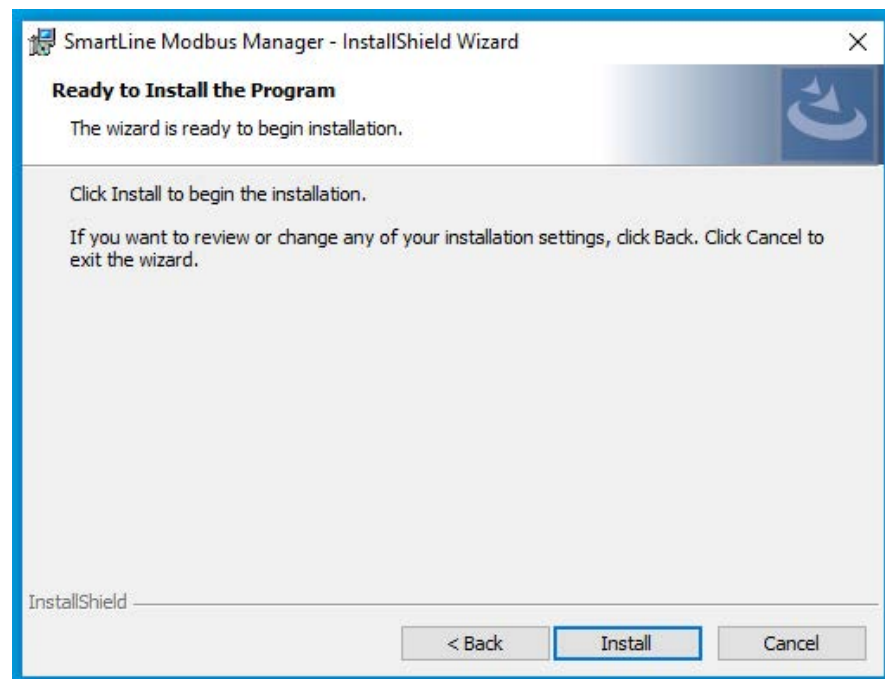 SmartLine Modbus Manager - InstallShield Wizard
Ready to Install the Program
The wizard is ready to begin installation.
Click Install to begin the installation.
If you want to review or change any of your installation settings, click Back. Click Cancel to
exit the wizard.
InstallShield
< Back
Install
Cancel